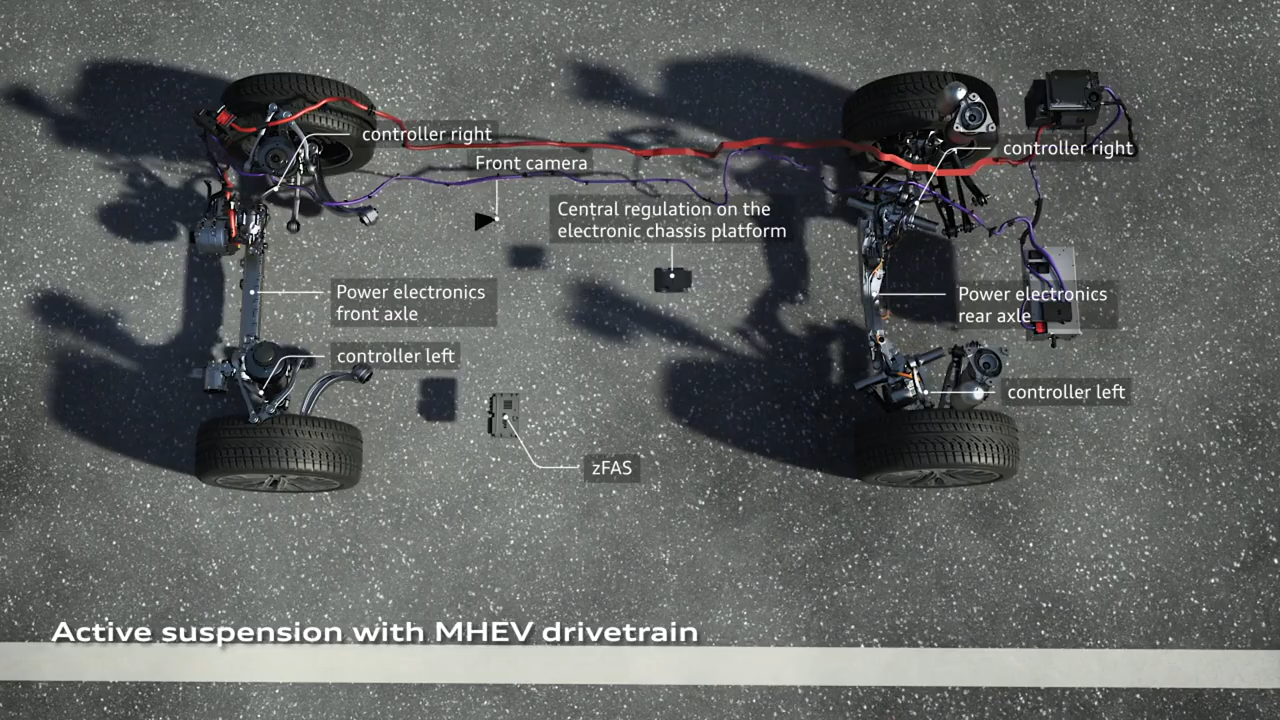 controller right
controller right
Front camera
Central regulation on the
electronic chassis platform
Power electronics
front axle
Power electronics
rear axle
controller left
controller left
zFAS
Active suspension with MHEV drivetrain